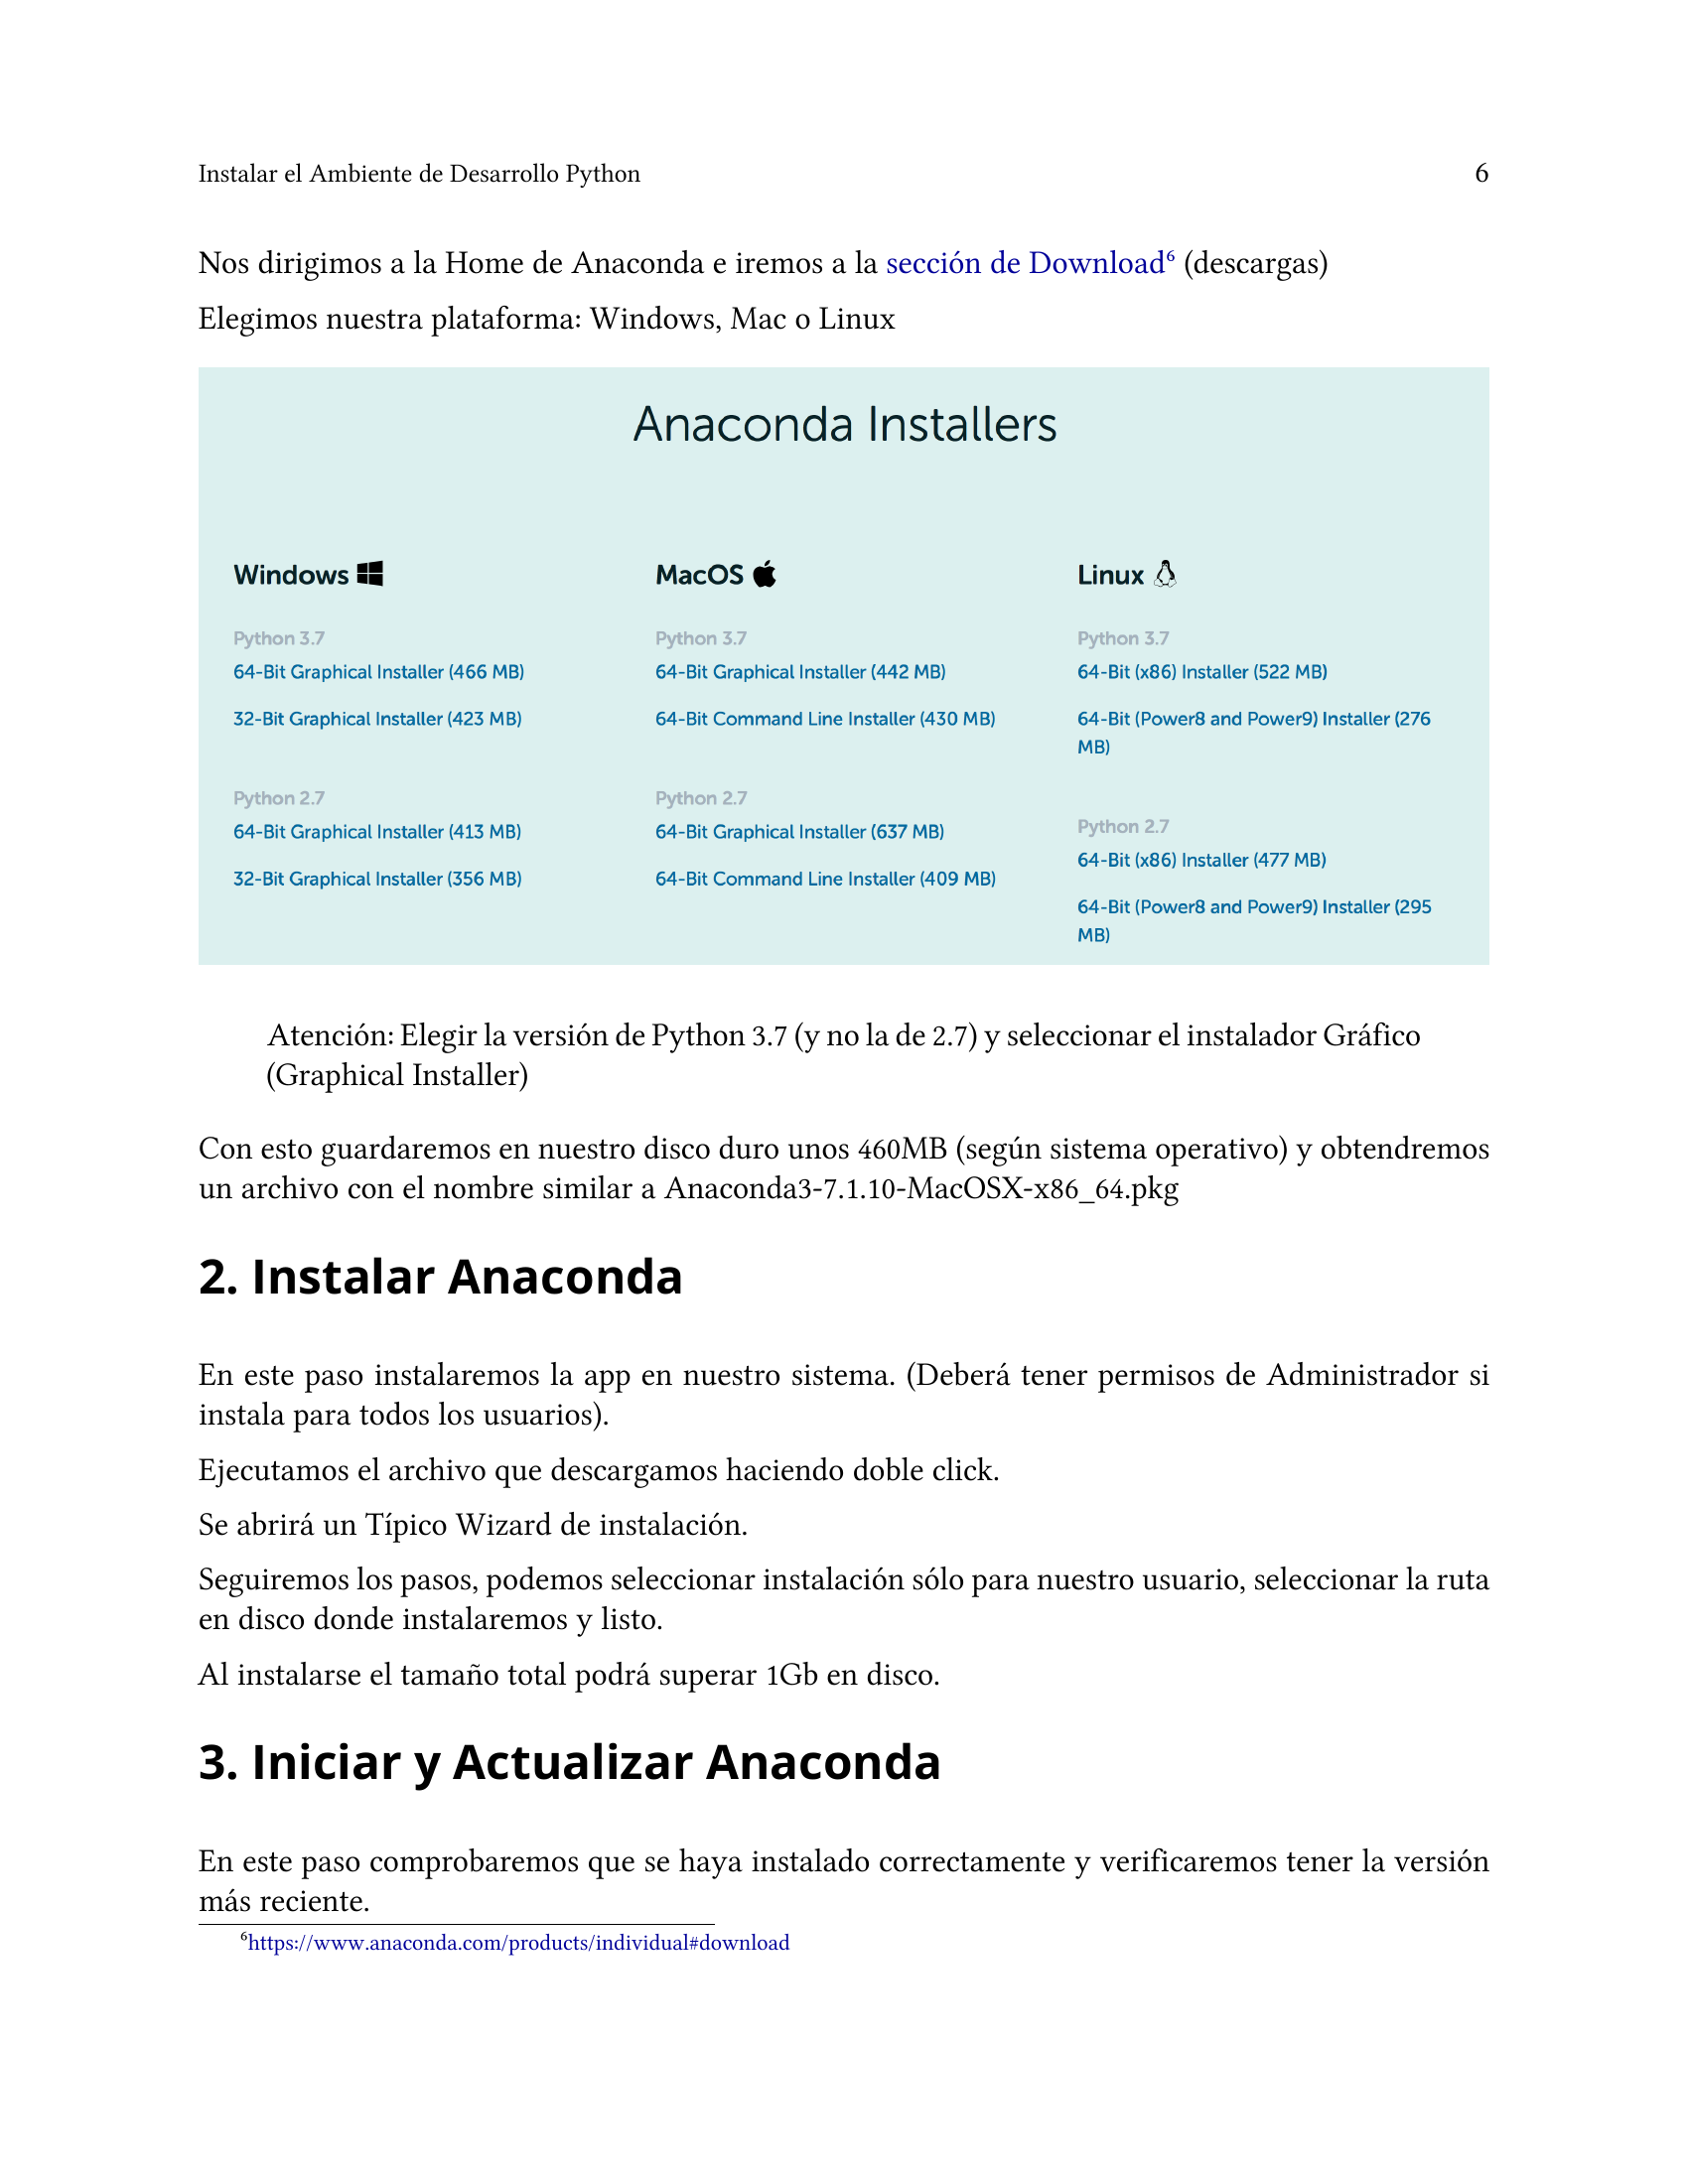 Instalar el Ambiente de Desarrollo Python 6
Nos dirigimos a la Home de Anaconda e iremos a la sección de Download⁶ (descargas)
Elegimos nuestra plataforma: Windows, Mac o Linux
Anaconda Installers
Windows
Python 3.7
64-Bit Graphical Installer (466 MB)
32-Bit Graphical Installer (423 MB)
Python 2.7
64-Bit Graphical Installer (413 MB)
32-Bit Graphical Installer (356 MB)
MacOS
Python 3.7
64-Bit Graphical Installer (442 MB)
64-Bit Command Line Installer (430 MB)
Python 2.7
64-Bit Graphical Installer (637 MB)
64-Bit Command Line Installer (409 MB)
Linux
Python 3.7
64-Bit (x86) Installer (522 MB)
64-Bit (Power8 and Power9) Installer (276
MB)
Python 2.7
64-Bit (x86) Installer (477 MB)
64-Bit (Power8 and Power9) Installer (295
MB)
Atención: Elegir la versión de Python 3.7 (y no la de 2.7) y seleccionar el instalador Gráfico
(Graphical Installer)
Con esto guardaremos en nuestro disco duro unos 460MB (según sistema operativo) y obtendremos
un archivo con el nombre similar a Anaconda3-7.1.10-MacOSX-x86_64.pkg
2. Instalar Anaconda
En este paso instalaremos la app en nuestro sistema. (Deberá tener permisos de Administrador si
instala para todos los usuarios).
Ejecutamos el archivo que descargamos haciendo doble click.
Se abrirá un Típico Wizard de instalación.
Seguiremos los pasos, podemos seleccionar instalación sólo para nuestro usuario, seleccionar la ruta
en disco donde instalaremos y listo.
Al instalarse el tamaño total podrá superar 1Gb en disco.
3. Iniciar y Actualizar Anaconda
En este paso comprobaremos que se haya instalado correctamente y verificaremos tener la versión
más reciente.
⁶https://www.anaconda.com/products/individual#download